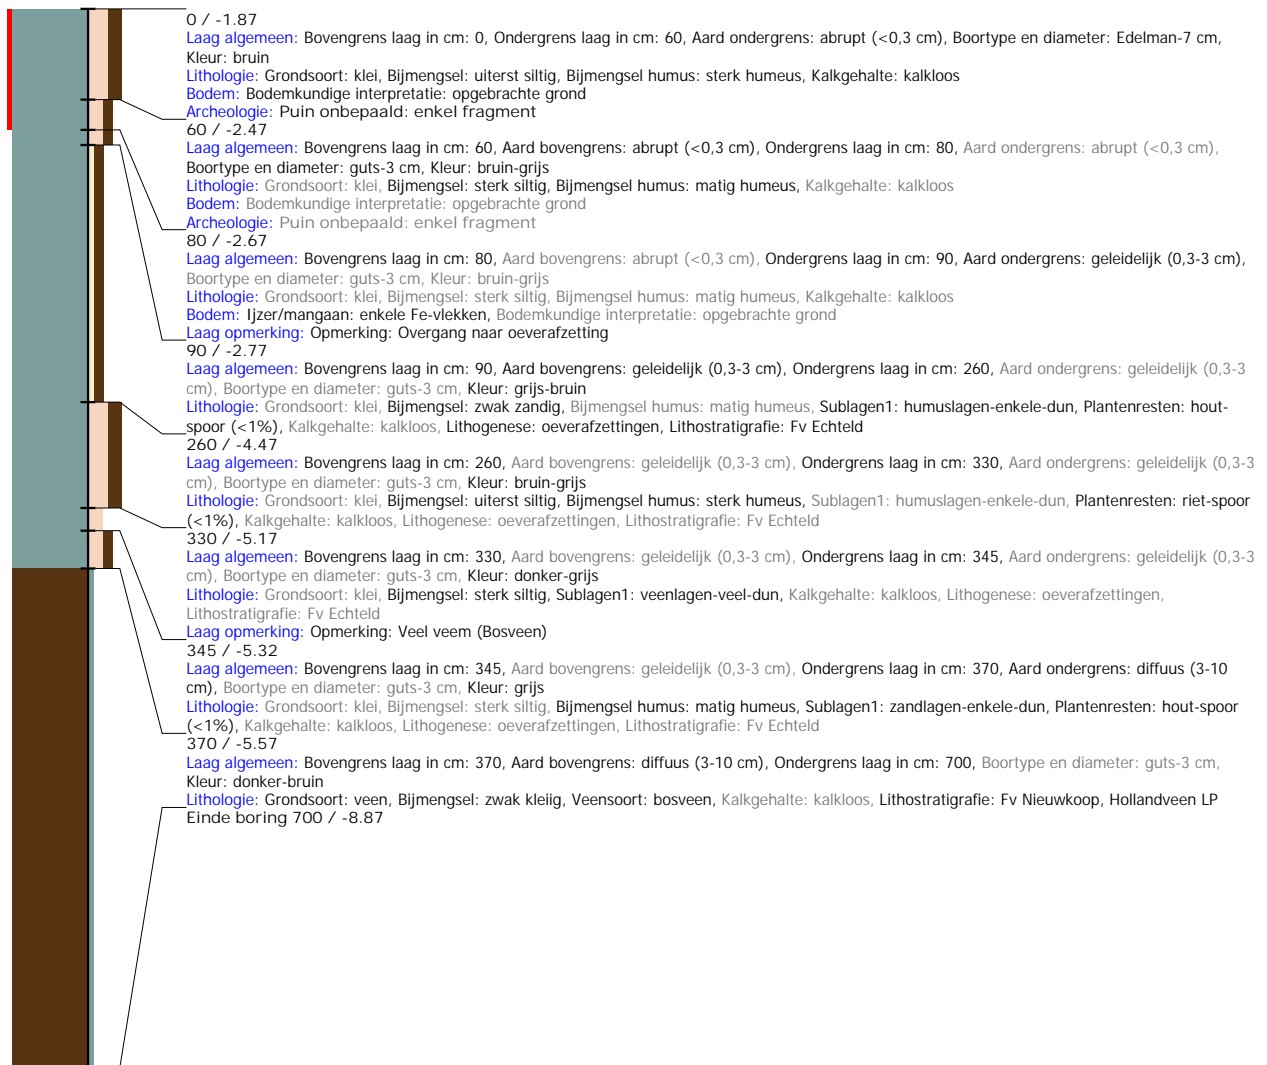 0 / -1.87
Laag algemeen: Bovengrens laag in cm: 0, Ondergrens laag in cm: 60, Aard ondergrens: abrupt (<0,3 cm), Boortype en diameter: Edelman-7 cm,
Kleur: bruin
Lithologie: Grondsoort: klei, Bijmengsel: uiterst siltig, Bijmengsel humus: sterk humeus, Kalkgehalte: kalkloos
Bodem: Bodemkundige interpretatie: opgebrachte grond
Archeologie: Puin onbepaald: enkel fragment
60 / -2.47
Laag algemeen: Bovengrens laag in cm: 60, Aard bovengrens: abrupt (<0,3 cm), Ondergrens laag in cm: 80, Aard ondergrens: abrupt (<0,3 cm),
Boortype en diameter: guts-3 cm, Kleur: bruin-grijs
Lithologie: Grondsoort: klei, Bijmengsel: sterk siltig, Bijmengsel humus: matig humeus, Kalkgehalte: kalkloos
Bodem: Bodemkundige interpretatie: opgebrachte grond
Archeologie: Puin onbepaald: enkel fragment
80 / -2.67
Laag algemeen: Bovengrens laag in cm: 80, Aard bovengrens: abrupt (<0,3 cm), Ondergrens laag in cm: 90, Aard ondergrens: geleidelijk (0,3-3 cm),
Boortype en diameter: guts-3 cm, Kleur: bruin-grijs
Lithologie: Grondsoort: klei, Bijmengsel: sterk siltig, Bijmengsel humus: matig humeus, Kalkgehalte: kalkloos
Bodem: Ijzer/mangaan: enkele Fe-vlekken, Bodemkundige interpretatie: opgebrachte grond
Laag opmerking: Opmerking: Overgang naar oeverafzetting
90 / -2.77
Laag algemeen: Bovengrens laag in cm: 90, Aard bovengrens: geleidelijk (0,3-3 cm), Ondergrens laag in cm: 260, Aard ondergrens: geleidelijk (0,3-3
cm), Boortype en diameter: guts-3 cm, Kleur: grijs-bruin
Lithologie: Grondsoort: klei, Bijmengsel: zwak zandig, Bijmengsel humus: matig humeus, Sublagen1: humuslagen-enkele-dun, Plantenresten: hout-
spoor (<1%), Kalkgehalte: kalkloos, Lithogenese: oeverafzettingen, Lithostratigrafie: Fv Echteld
260 / -4.47
Laag algemeen: Bovengrens laag in cm: 260, Aard bovengrens: geleidelijk (0,3-3 cm), Ondergrens laag in cm: 330, Aard ondergrens: geleidelijk (0,3-3
cm), Boortype en diameter: guts-3 cm, Kleur: bruin-grijs
Lithologie: Grondsoort: klei, Bijmengsel: uiterst siltig, Bijmengsel humus: sterk humeus, Sublagen1: humuslagen-enkele-dun, Plantenresten: riet-spoor
(<1%), Kalkgehalte: kalkloos, Lithogenese: oeverafzettingen, Lithostratigrafie: Fv Echteld
330 / -5.17
Laag algemeen: Bovengrens laag in cm: 330, Aard bovengrens: geleidelijk (0,3-3 cm), Ondergrens laag in cm: 345, Aard ondergrens: geleidelijk (0,3-3
cm), Boortype en diameter: guts-3 cm, Kleur: donker-grijs
Lithologie: Grondsoort: klei, Bijmengsel: sterk siltig, Sublagen1: veenlagen-veel-dun, Kalkgehalte: kalkloos, Lithogenese: oeverafzettingen,
Lithostratigrafie: Fv Echteld
Laag opmerking: Opmerking: Veel veem (Bosveen)
345 / -5.32
Laag algemeen: Bovengrens laag in cm: 345, Aard bovengrens: geleidelijk (0,3-3 cm), Ondergrens laag in cm: 370, Aard ondergrens: diffuus (3-10
cm), Boortype en diameter: guts-3 cm, Kleur: grijs
Lithologie: Grondsoort: klei, Bijmengsel: sterk siltig, Bijmengsel humus: matig humeus, Sublagen1: zandlagen-enkele-dun, Plantenresten: hout-spoor
(<1%), Kalkgehalte: kalkloos, Lithogenese: oeverafzettingen, Lithostratigrafie: Fv Echteld
370 / -5.57
Laag algemeen: Bovengrens laag in cm: 370, Aard bovengrens: diffuus (3-10 cm), Ondergrens laag in cm: 700, Boortype en diameter: guts-3 cm,
Kleur: donker-bruin
Lithologie: Grondsoort: veen, Bijmengsel: zwak kleiig, Veensoort: bosveen, Kalkgehalte: kalkloos, Lithostratigrafie: Fv Nieuwkoop, Hollandveen LP
Einde boring 700 / -8.87